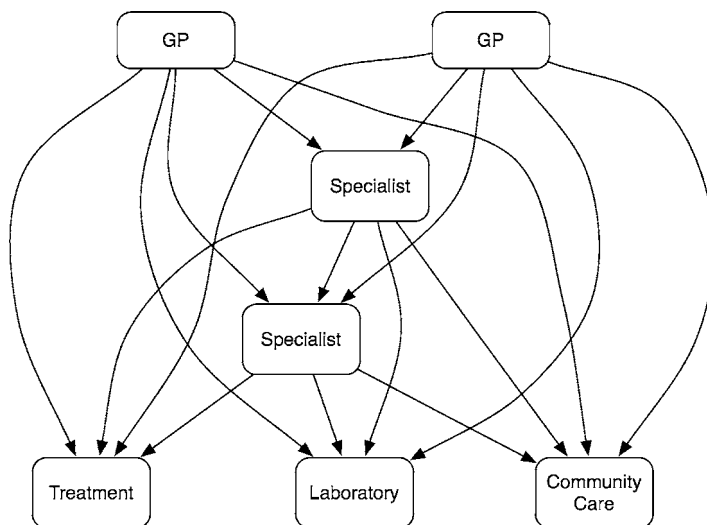 GP
GP
Specialist
Specialist
Treatment
Laboratory
Community
Care